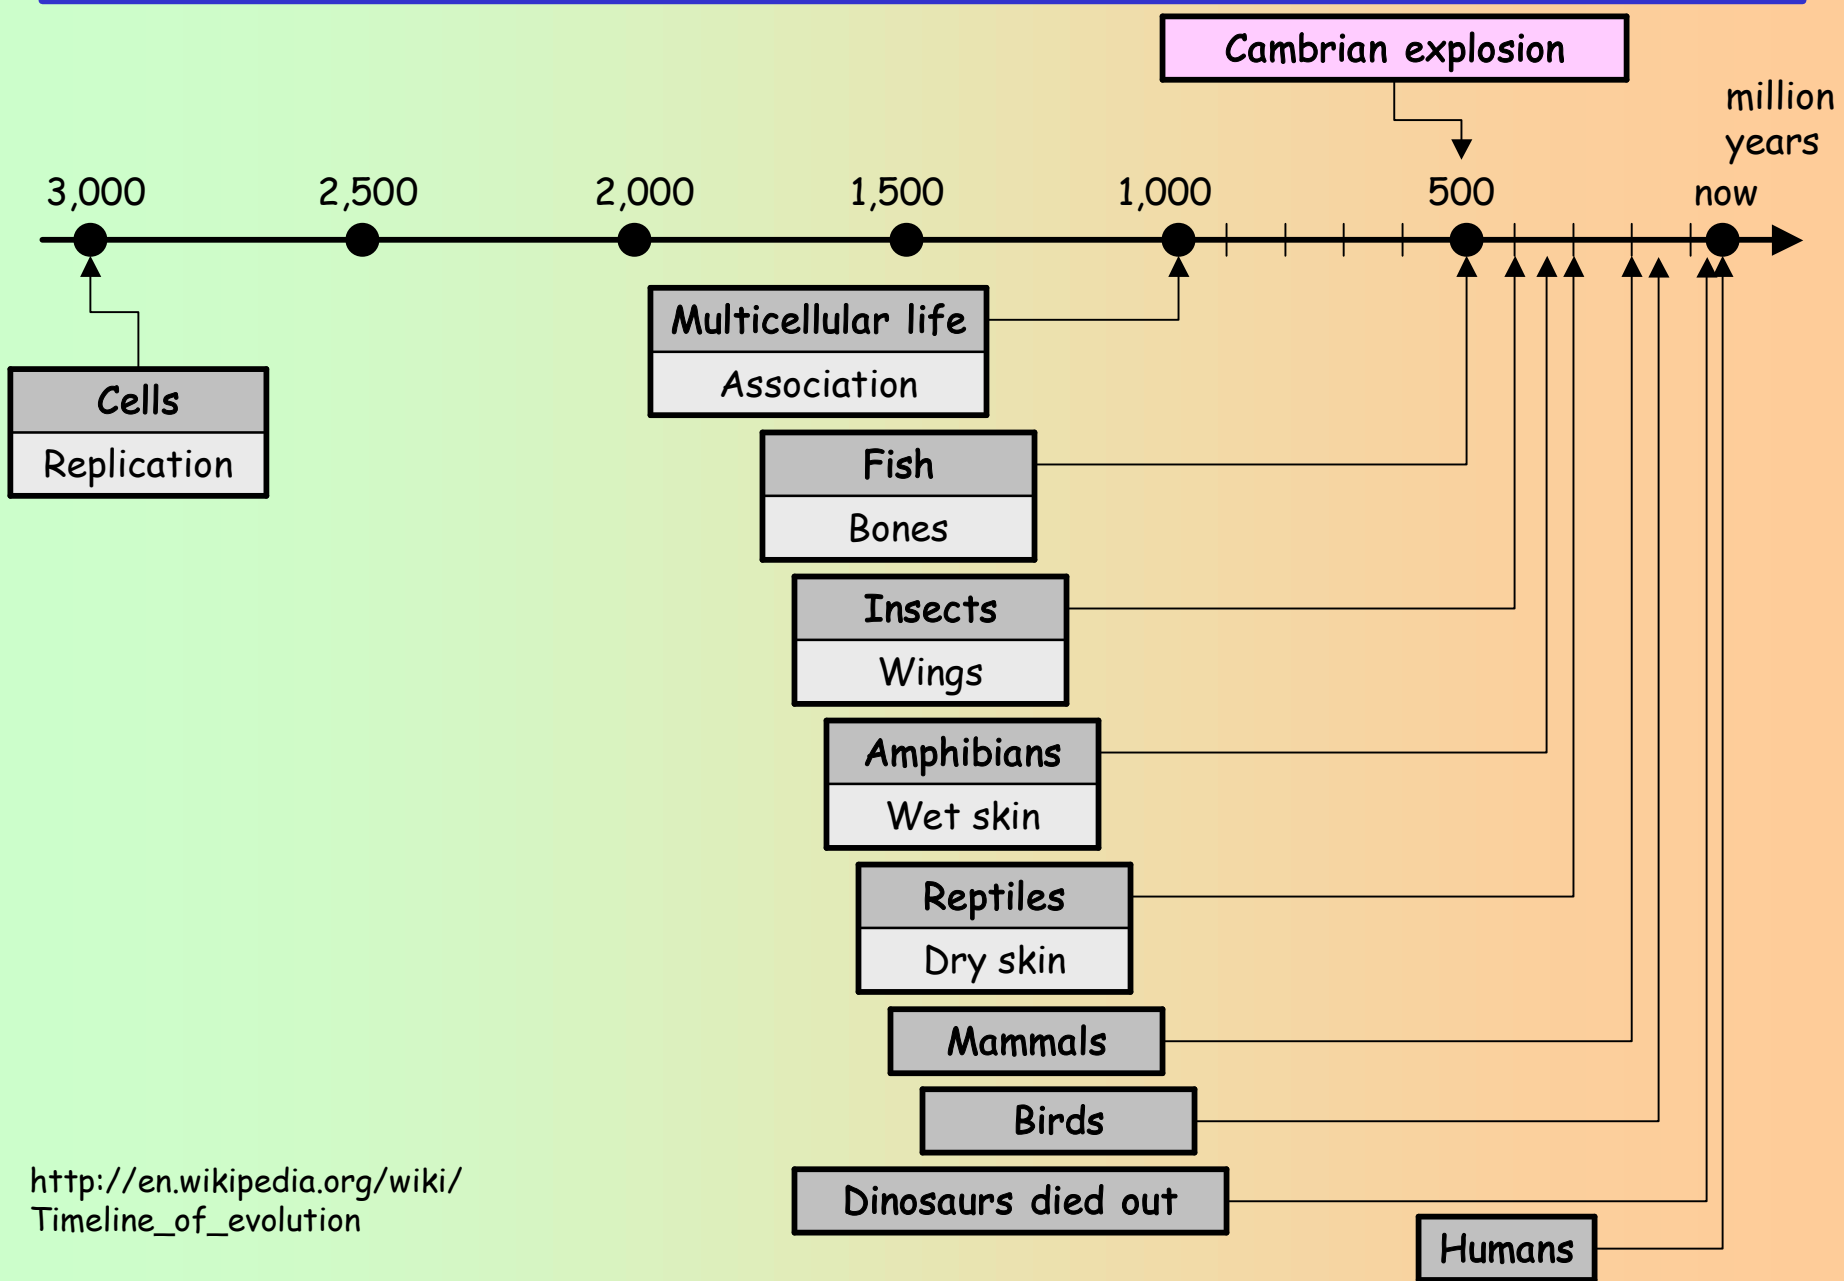 Cambrian explosion
million
years
3,000 2,500 2,000 1,500 1,000 500 now
Multicellular life
Association
Cells
Replication
Fish
Bones
Insects
Wings
Amphibians
Wet skin
Reptiles
Dry skin
Mammals
Birds
Dinosaurs died out
Humans
http://en.wikipedia.org/wiki/
Timeline_of_evolution